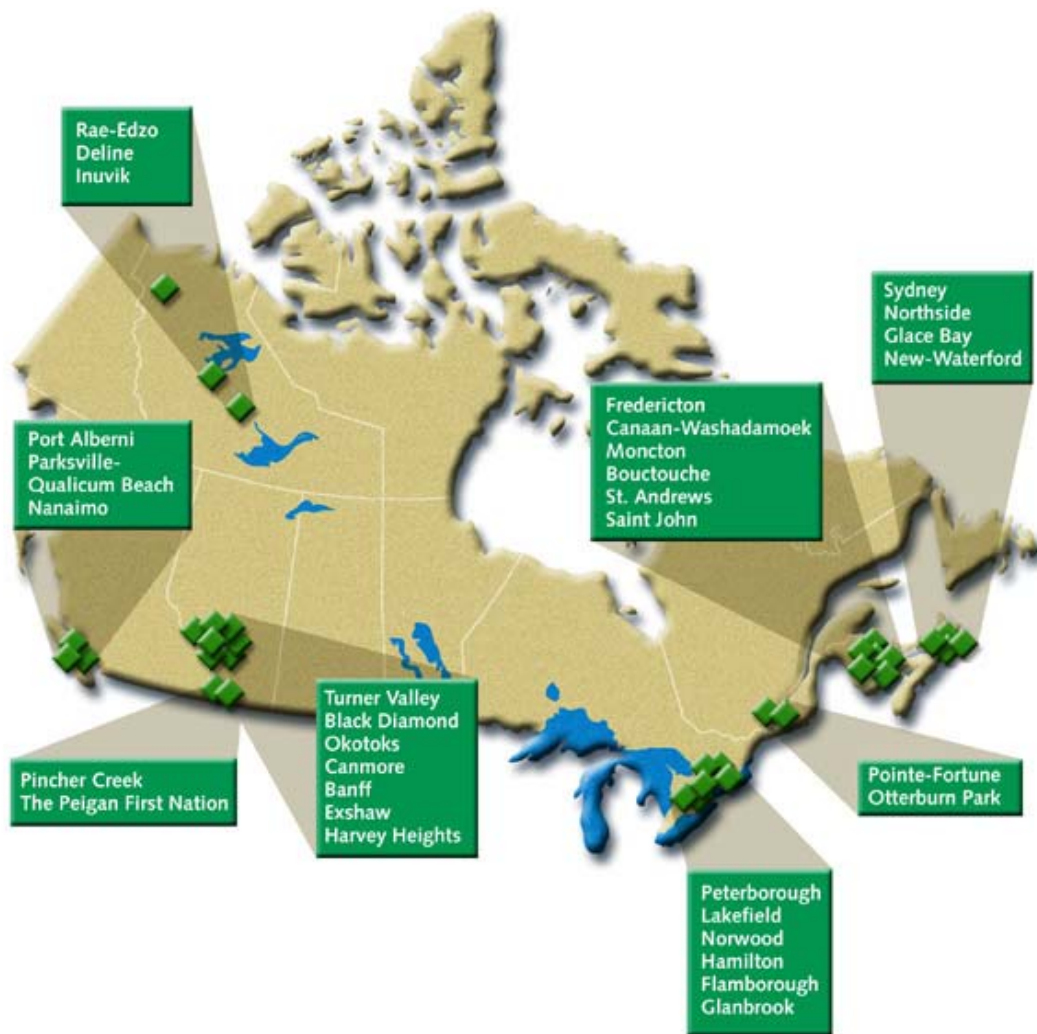 Rae-Edzo
Deline
Inuvik
Sydney
Northside
Glace Bay
New-Waterford
Fredericton
Canaan-Washadamoek
Moncton
Bouctouche
St. Andrews
Saint John
Port Alberni
Parksville-
Qualicum Beach
Nanaimo
Turner Valley
Black Diamond
Okotoks
Canmore
Banff
Exshaw
Harvey Heights
Pincher Creek
The Peigan First Nation
Pointe-Fortune
Otterburn Park
Peterborough
Lakefield
Norwood
Hamilton
Flamborough
Glanbrook